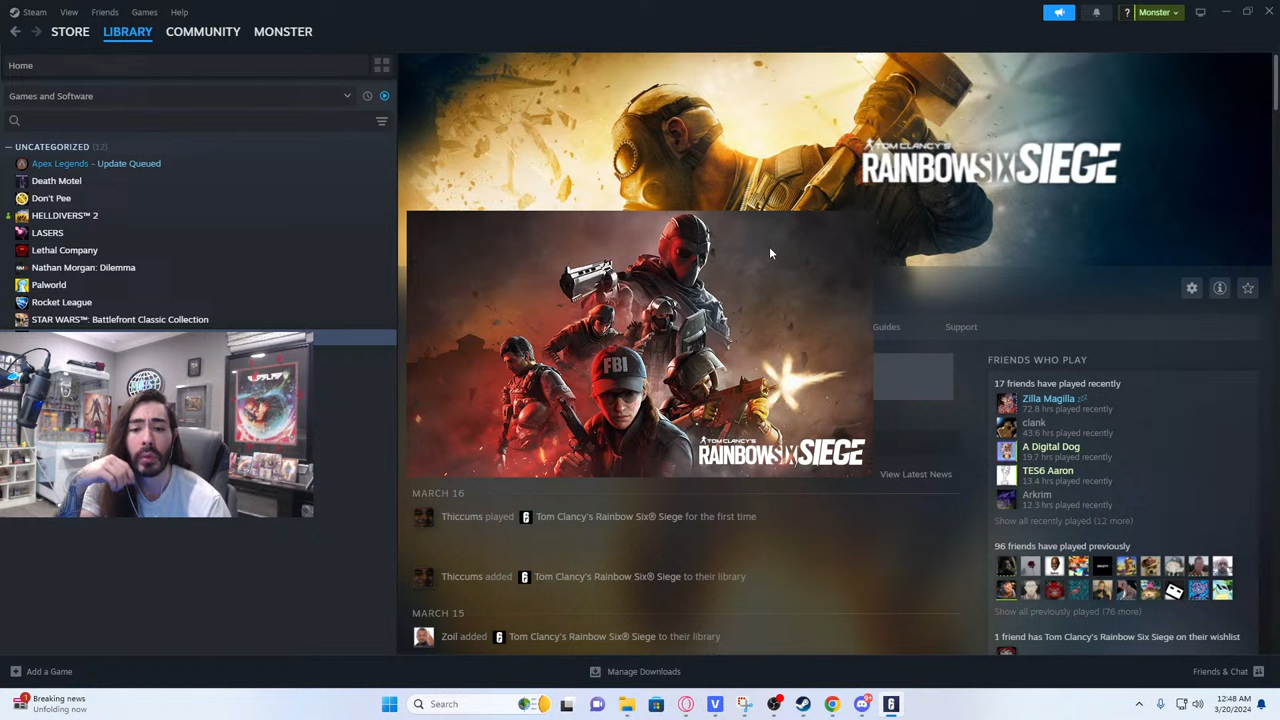 Steam View Friends Games Help
Monster
STORE LIBRARY COMMUNITY MONSTER
Home
Games and Software
UNCATEGORIZED (12)
Apex Legends - Update Queued
Death Motel
Don't Pee
HELLDIVERS™ 2
LASERS
Lethal Company
Nathan Morgan: Dilemma
Palworld
Rocket League
STAR WARS™: Battlefront Classic Collection
TOM CLANCY'S
RAINBOWSIX SIEGE
FBI
TOM CLANCY'S
RAINBOWSIX SIEGE
Guides Support
View Latest News
MARCH 16
Thiccums played Tom Clancy's Rainbow Six® Siege for the first time
Thiccums added Tom Clancy's Rainbow Six® Siege to their library
MARCH 15
Zoil added Tom Clancy's Rainbow Six® Siege to their library
FRIENDS WHO PLAY
17 friends have played recently
Zilla Magilla zzz
72.8 hrs played recently
clank
43.6 hrs played recently
A Digital Dog
19.7 hrs played recently
TES6 Aaron
13.4 hrs played recently
Arkrim
12.3 hrs played recently
Show all recently played (12 more)
96 friends have played previously
Show all previously played (76 more)
1 friend has Tom Clancy's Rainbow Six Siege on their wishlist
Add a Game
Manage Downloads
Friends & Chat
1
Breaking news
Unfolding now
Search
9+
12:48 AM
3/20/2024